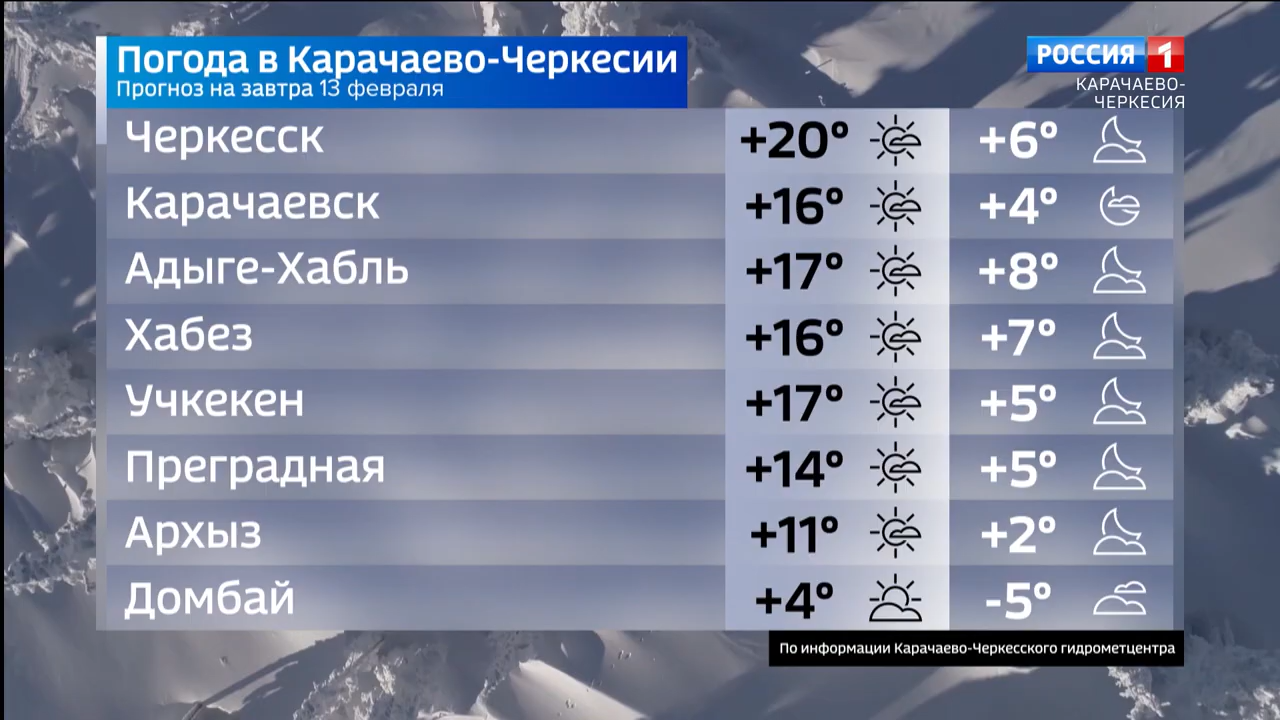 Погода в Карачаево-Черкесии
Прогноз на завтра 13 февраля
РОССИЯ 1
КАРАЧАЕВО-
ЧЕРКЕСИЯ
Черкесск +20° +6°
Карачаевск +16° +4°
Адыге-Хабль +17° +8°
Хабез +16° +7°
Учкекен +17° +5°
Преградная +14° +5°
Архыз +11° +2°
Домбай +4° -5°
По информации Карачаево-Черкесского гидрометцентра